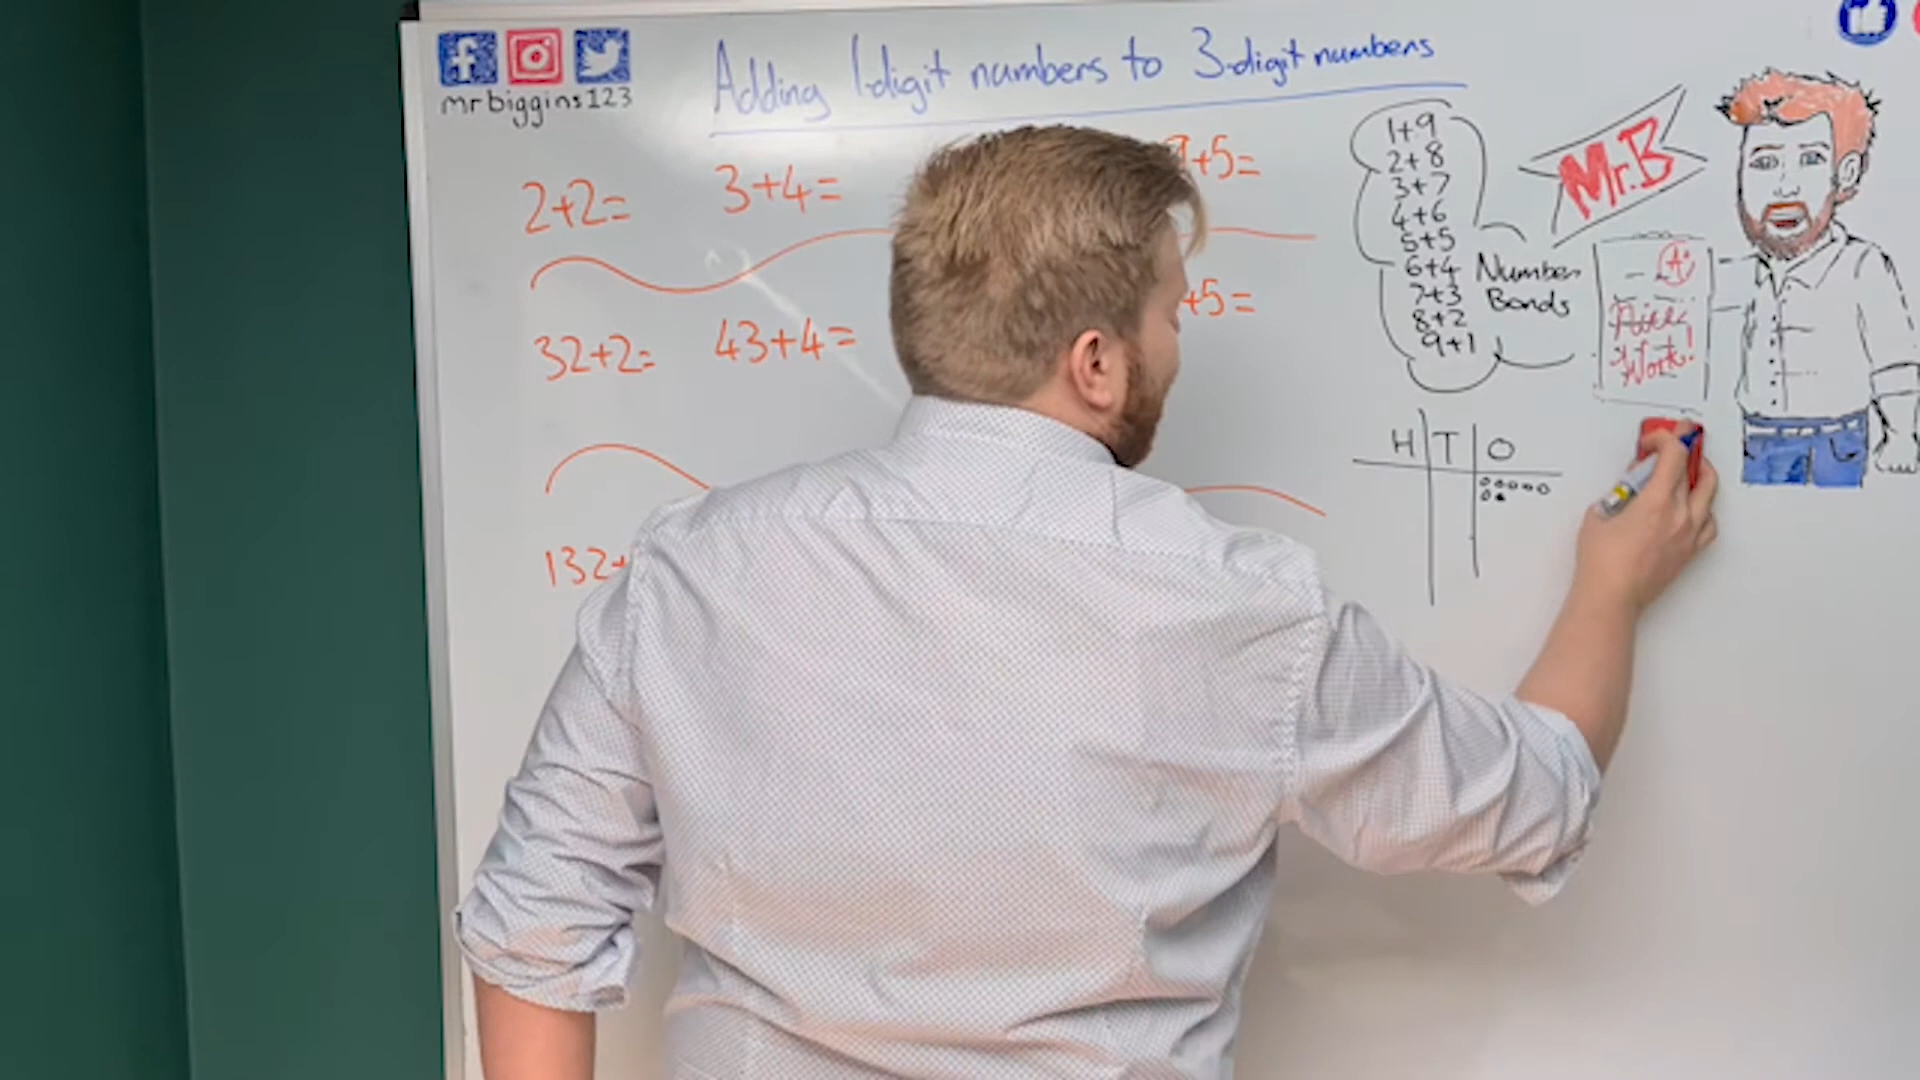 mrbiggins123
Adding 1-digit numbers to 3-digit numbers
2+2= 3+4= +5=
32+2= 43+4= +5=
132+
1+9
2+8
3+7
4+6
5+5
6+4
7+3
8+2
9+1
Number
Bonds
Mr.B
A+
Nice
Work!
H T O